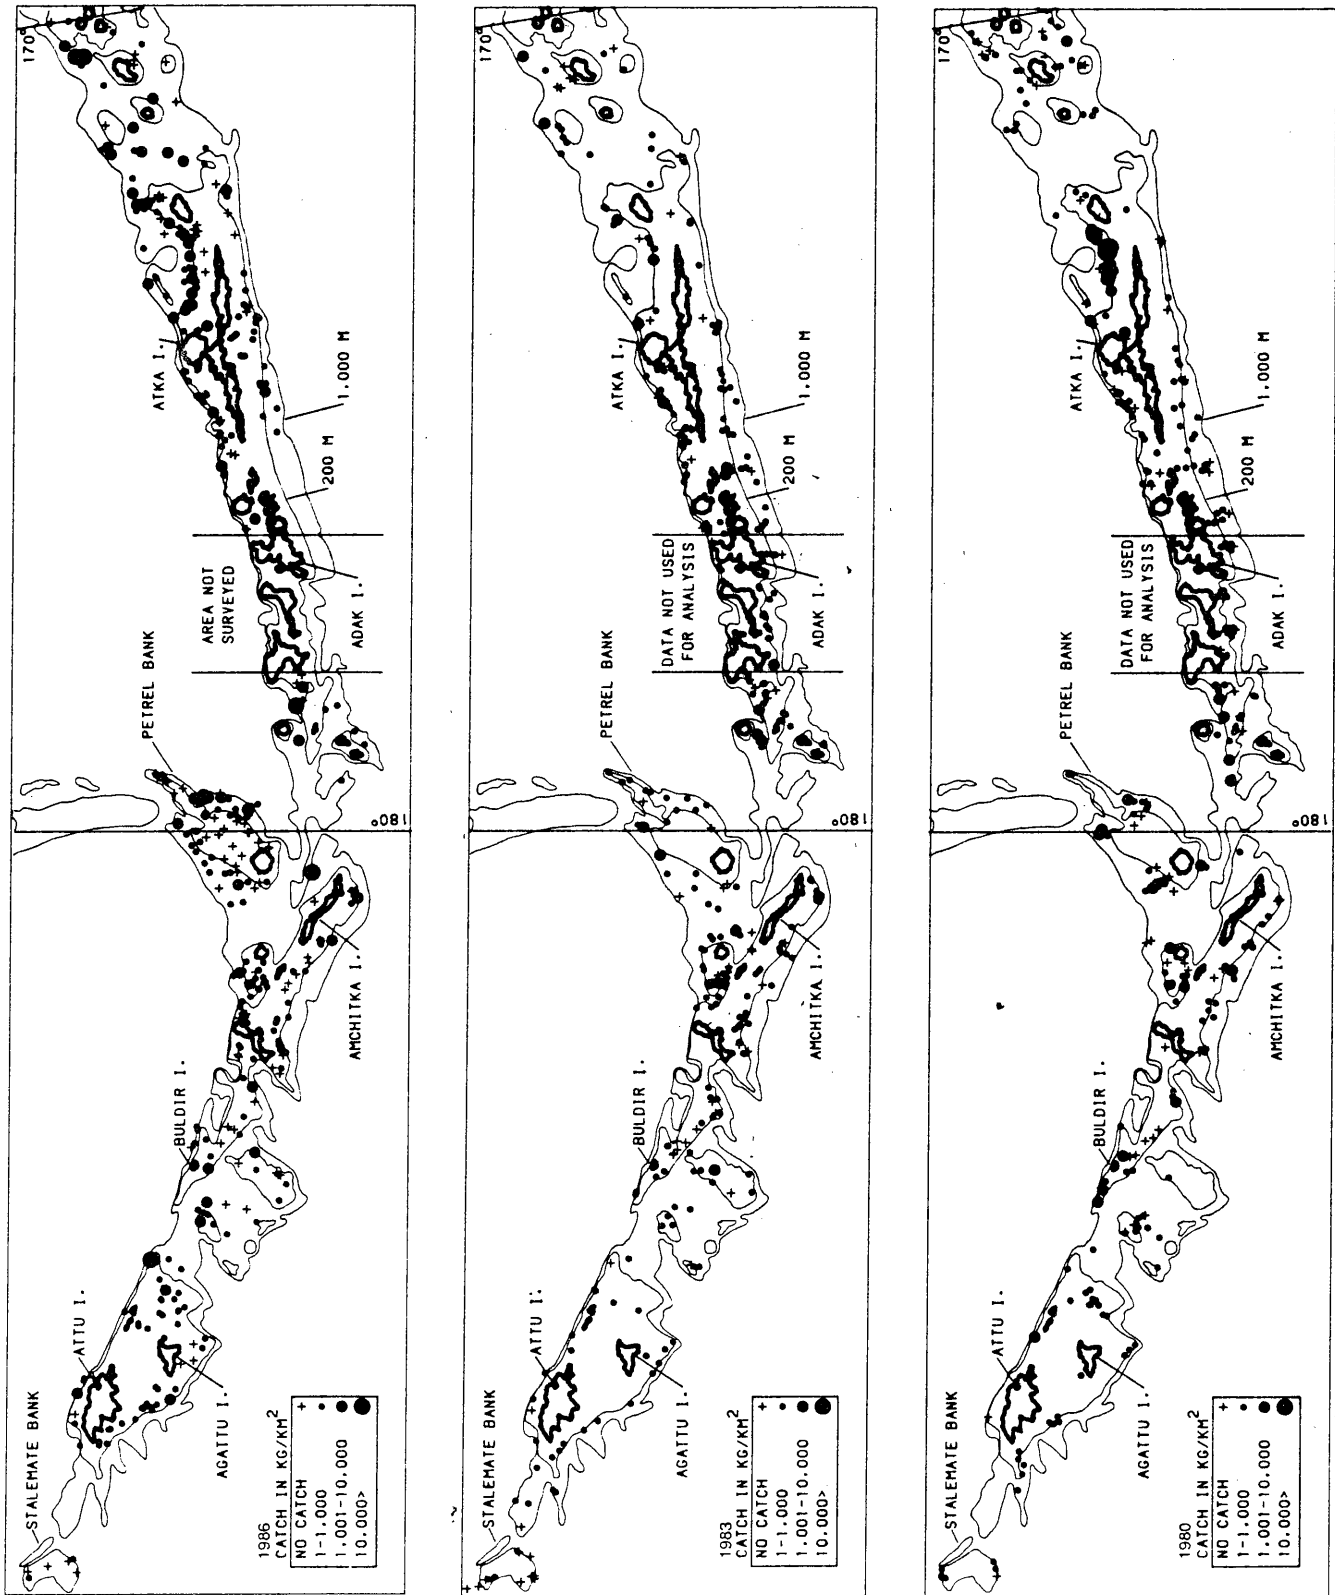 STALEMATE BANK
ATTU I.
AGATTU I.
BULDIR I.
AMCHITKA I.
PETREL BANK
180°
AREA NOT
SURVEYED
ADAK I.
ATKA I.
200 M
1.000 M
170°
1986
CATCH IN KG/KM²
NO CATCH +
1-1.000
1.001-10.000
10.000>
STALEMATE BANK
ATTU I.
AGATTU I.
BULDIR I.
AMCHITKA I.
PETREL BANK
180°
DATA NOT USED
FOR ANALYSIS
ADAK I.
ATKA I.
200 M
1.000 M
170°
1983
CATCH IN KG/KM²
NO CATCH +
1-1.000
1.001-10.000
10.000>
STALEMATE BANK
ATTU I.
AGATTU I.
BULDIR I.
AMCHITKA I.
PETREL BANK
180°
DATA NOT USED
FOR ANALYSIS
ADAK I.
ATKA I.
200 M
1.000 M
170°
1980
CATCH IN KG/KM²
NO CATCH +
1-1.000
1.001-10.000
10.000>